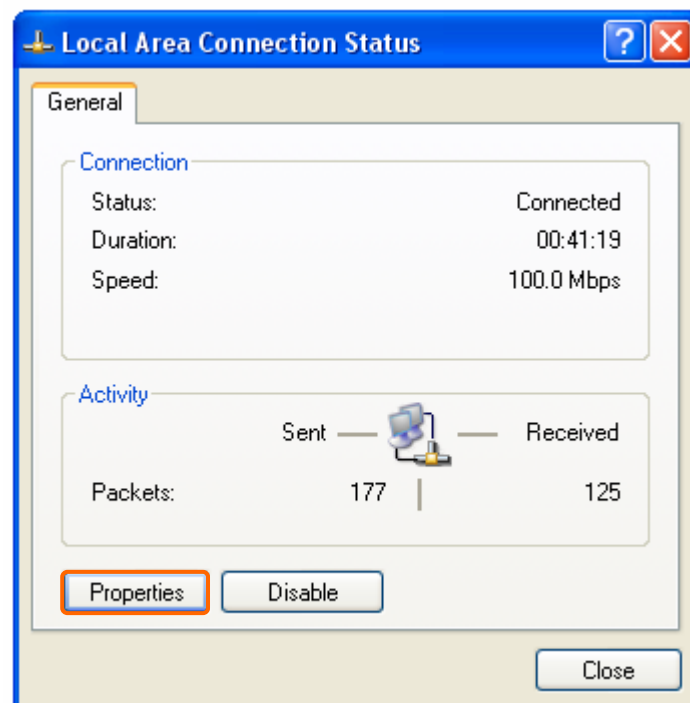 Local Area Connection Status ?
General
Connection
Status: Connected
Duration: 00:41:19
Speed: 100.0 Mbps
Activity
Sent Received
Packets: 177 125
Properties Disable
Close